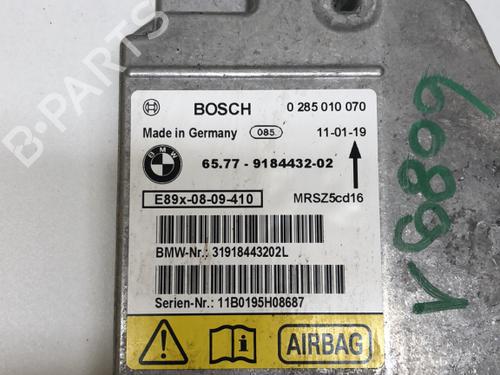 BOSCH 0 285 010 070
Made in Germany 085 11-01-19
BMW 65.77 - 9184432-02
E89x-08-09-410 MRSZ5cd16
BMW-Nr.: 31918443202L
Serien-Nr.: 11B0195H08687
AIRBAG
B-PARTS